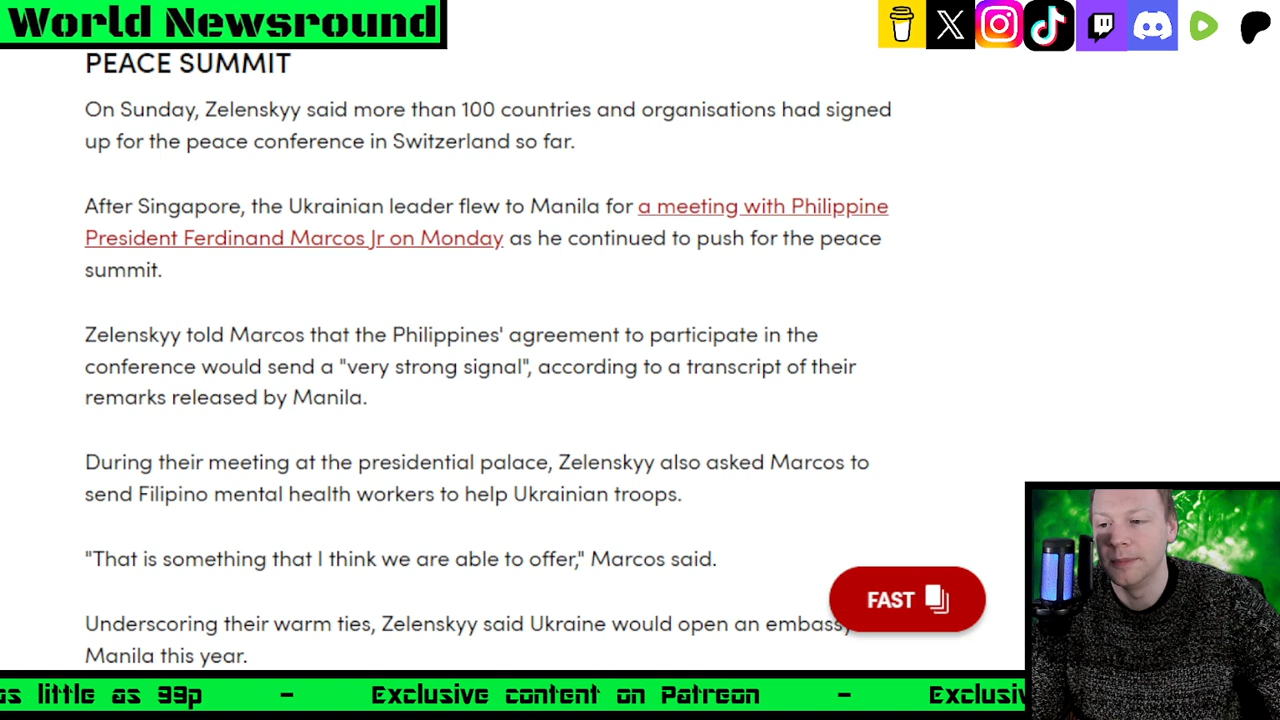 World Newsround
PEACE SUMMIT
On Sunday, Zelenskyy said more than 100 countries and organisations had signed
up for the peace conference in Switzerland so far.
After Singapore, the Ukrainian leader flew to Manila for a meeting with Philippine
President Ferdinand Marcos Jr on Monday as he continued to push for the peace
summit.
Zelenskyy told Marcos that the Philippines' agreement to participate in the
conference would send a "very strong signal", according to a transcript of their
remarks released by Manila.
During their meeting at the presidential palace, Zelenskyy also asked Marcos to
send Filipino mental health workers to help Ukrainian troops.
"That is something that I think we are able to offer," Marcos said.
FAST
Underscoring their warm ties, Zelenskyy said Ukraine would open an embassy
Manila this year.
as little as 99p - Exclusive content on Patreon - Exclusiv